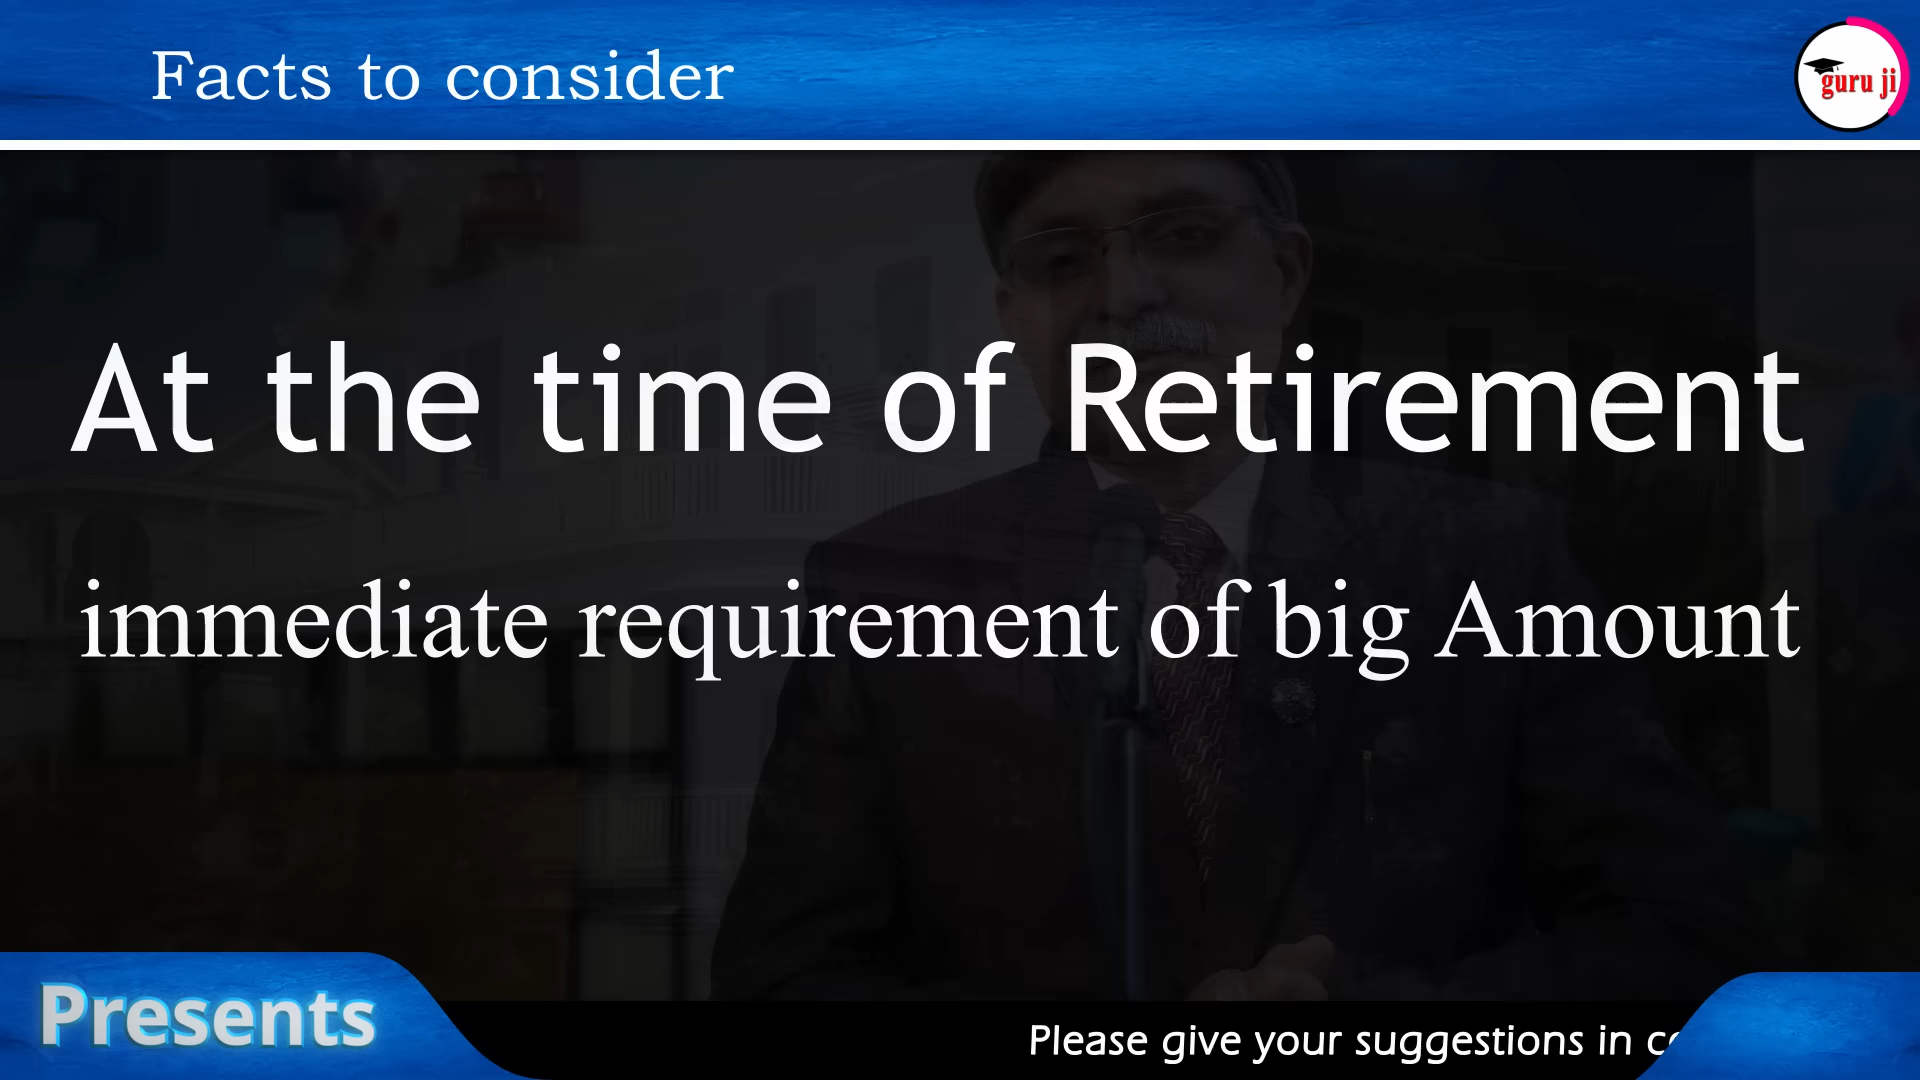 Facts to consider
guru ji
At the time of Retirement
immediate requirement of big Amount
Presents
Please give your suggestions in